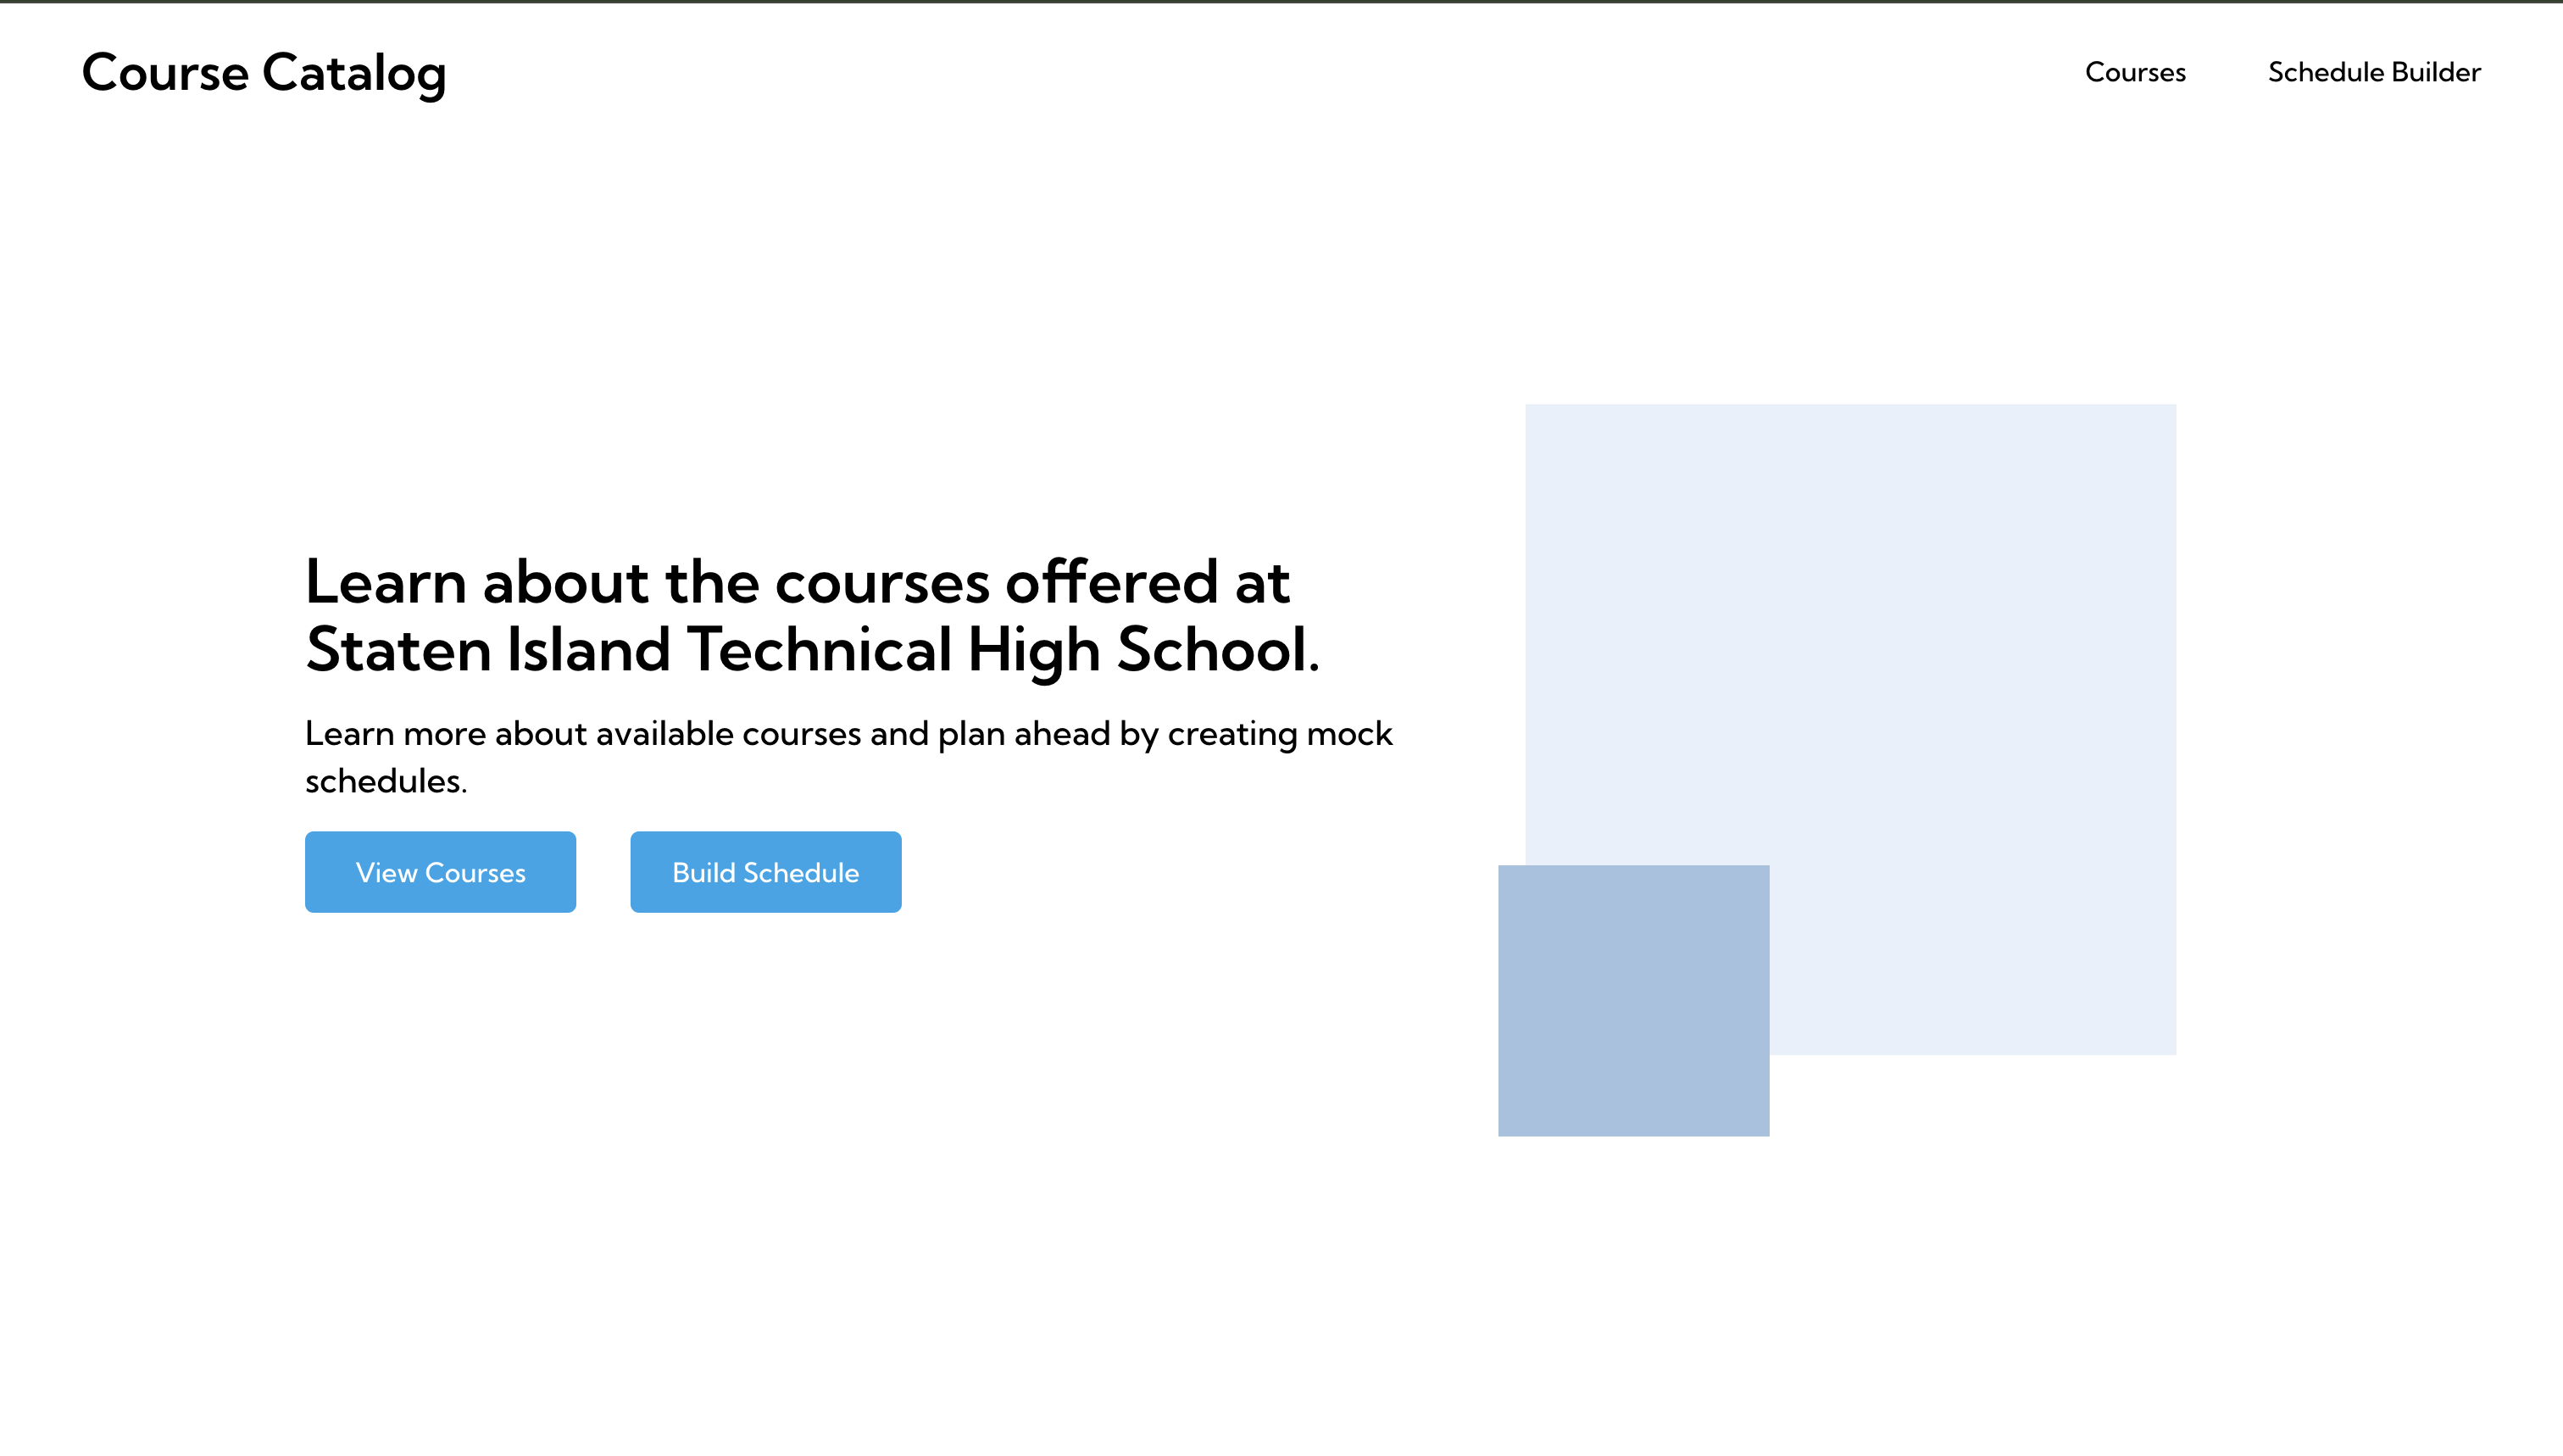 Course Catalog
Courses
Schedule Builder
Learn about the courses offered at
Staten Island Technical High School.
Learn more about available courses and plan ahead by creating mock
schedules.
View Courses
Build Schedule